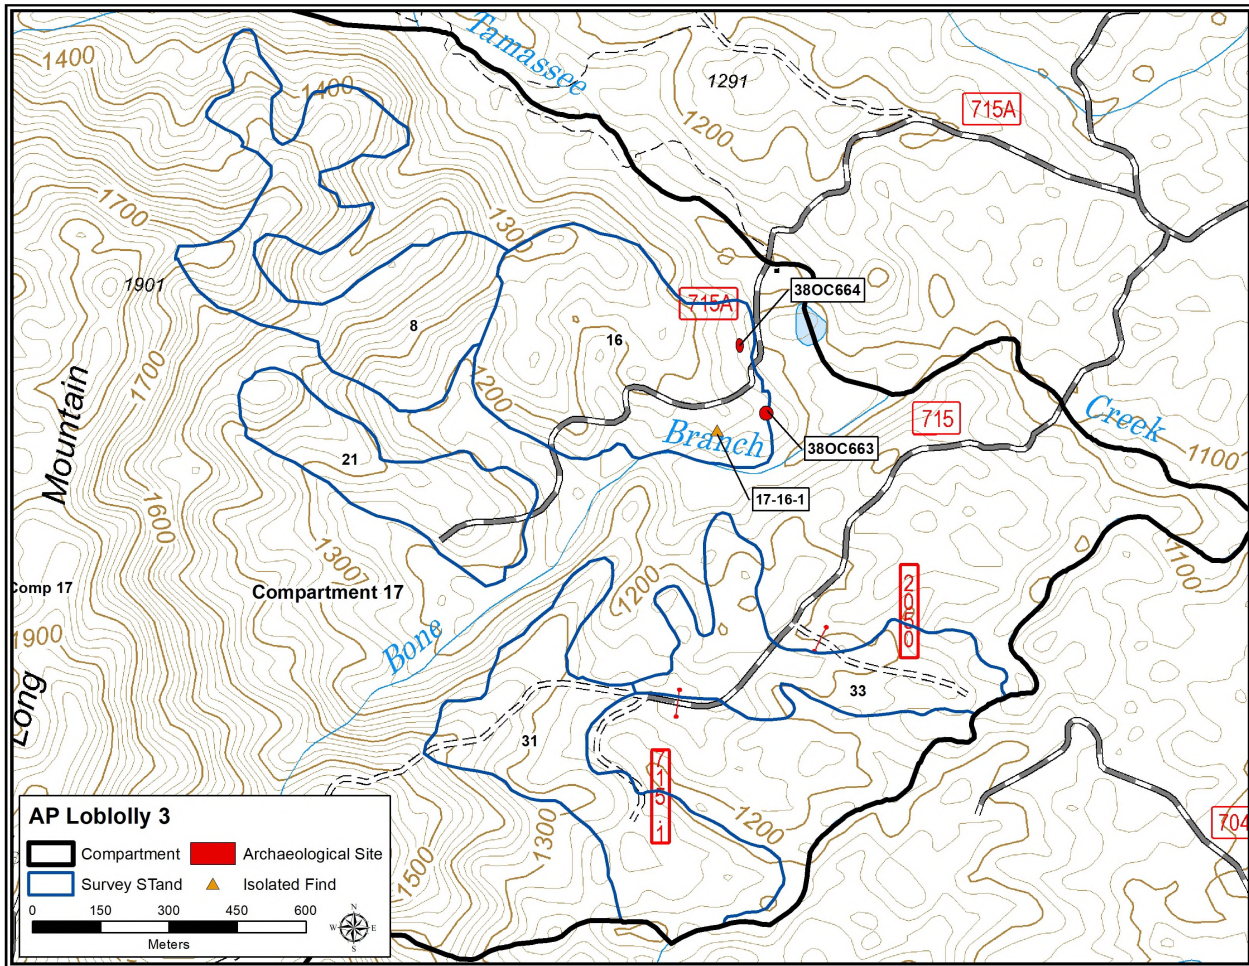 Tamassee
1400
1291
715A
1400
1200
1700
1300
1901
38OC664
715A
8
16
1700
1200
Mountain
715
Creek
Branch
38OC663
1100
21
17-16-1
1600
13007
1200
1100
Comp 17
Compartment 17
2050
1900
Bone
33
Long
31
715.1
1200
1300
1500
704
AP Loblolly 3
Compartment
Archaeological Site
Survey STand
Isolated Find
0 150 300 450 600
Meters
N
W E
S